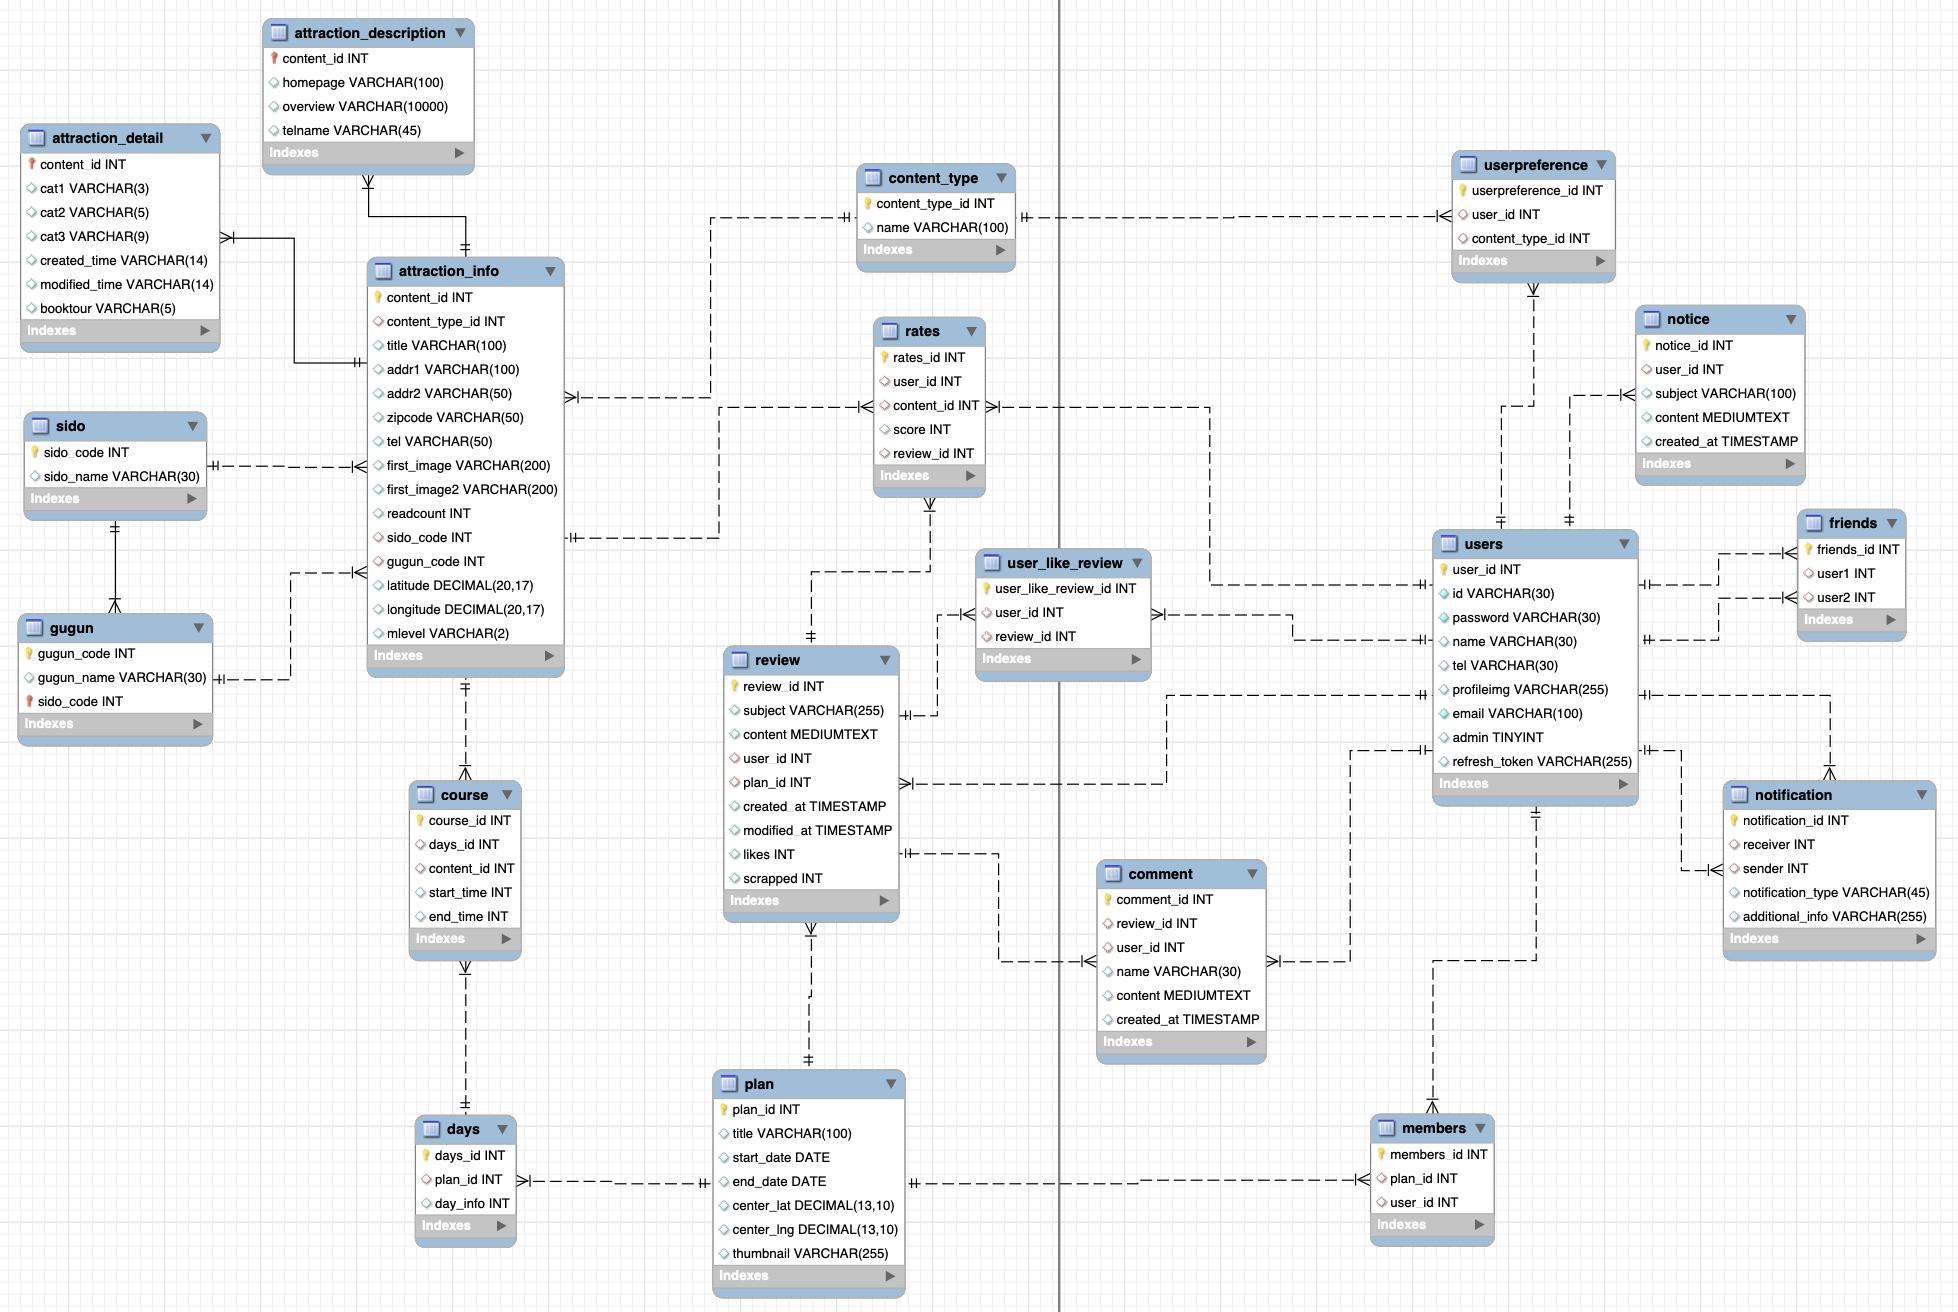 attraction_description
content_id INT
homepage VARCHAR(100)
overview VARCHAR(10000)
telname VARCHAR(45)
Indexes
attraction_detail
content_id INT
cat1 VARCHAR(3)
cat2 VARCHAR(5)
cat3 VARCHAR(9)
created_time VARCHAR(14)
modified_time VARCHAR(14)
booktour VARCHAR(5)
Indexes
attraction_info
content_id INT
content_type_id INT
title VARCHAR(100)
addr1 VARCHAR(100)
addr2 VARCHAR(50)
zipcode VARCHAR(50)
tel VARCHAR(50)
first_image VARCHAR(200)
first_image2 VARCHAR(200)
readcount INT
sido_code INT
gugun_code INT
latitude DECIMAL(20,17)
longitude DECIMAL(20,17)
mlevel VARCHAR(2)
Indexes
sido
sido_code INT
sido_name VARCHAR(30)
Indexes
gugun
gugun_code INT
gugun_name VARCHAR(30)
sido_code INT
Indexes
content_type
content_type_id INT
name VARCHAR(100)
Indexes
rates
rates_id INT
user_id INT
content_id INT
score INT
review_id INT
Indexes
user_like_review
user_like_review_id INT
user_id INT
review_id INT
Indexes
review
review_id INT
subject VARCHAR(255)
content MEDIUMTEXT
user_id INT
plan_id INT
created_at TIMESTAMP
modified_at TIMESTAMP
likes INT
scrapped INT
Indexes
course
course_id INT
days_id INT
content_id INT
start_time INT
end_time INT
Indexes
days
days_id INT
plan_id INT
day_info INT
Indexes
plan
plan_id INT
title VARCHAR(100)
start_date DATE
end_date DATE
center_lat DECIMAL(13,10)
center_lng DECIMAL(13,10)
thumbnail VARCHAR(255)
Indexes
comment
comment_id INT
review_id INT
user_id INT
name VARCHAR(30)
content MEDIUMTEXT
created_at TIMESTAMP
Indexes
userpreference
userpreference_id INT
user_id INT
content_type_id INT
Indexes
notice
notice_id INT
user_id INT
subject VARCHAR(100)
content MEDIUMTEXT
created_at TIMESTAMP
Indexes
users
user_id INT
id VARCHAR(30)
password VARCHAR(30)
name VARCHAR(30)
tel VARCHAR(30)
profileimg VARCHAR(255)
email VARCHAR(100)
admin TINYINT
refresh_token VARCHAR(255)
Indexes
friends
friends_id INT
user1 INT
user2 INT
Indexes
notification
notification_id INT
receiver INT
sender INT
notification_type VARCHAR(45)
additional_info VARCHAR(255)
Indexes
members
members_id INT
plan_id INT
user_id INT
Indexes